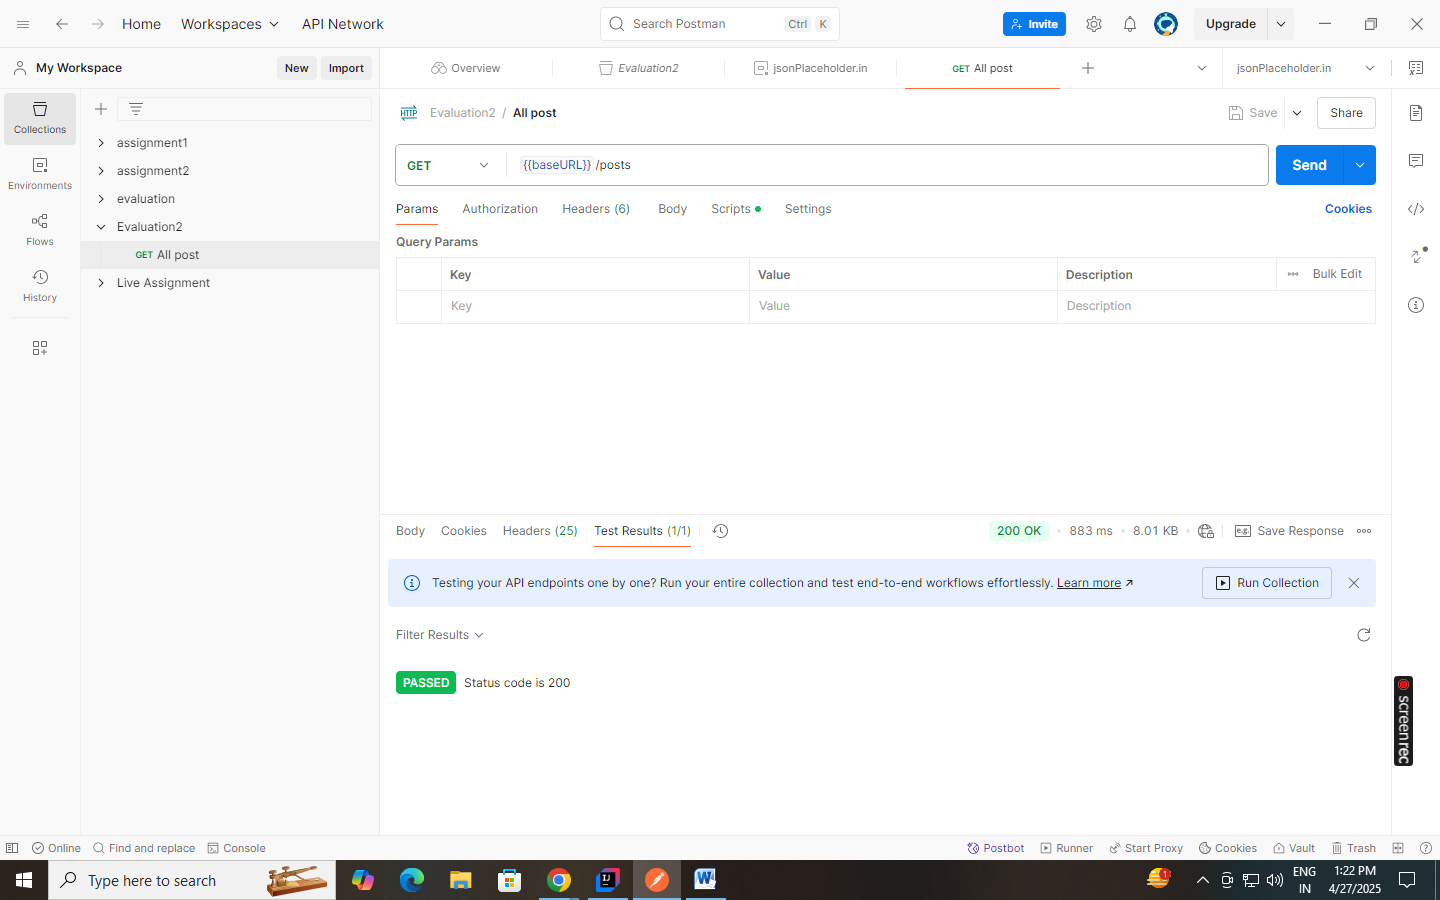 Home Workspaces API Network Search Postman Ctrl K Invite Upgrade
My Workspace New Import Overview Evaluation2 jsonPlaceholder.in GET All post jsonPlaceholder.in
Collections
Environments
Flows
History
assignment1
assignment2
evaluation
Evaluation2
GET All post
Live Assignment
HTTP Evaluation2 / All post Save Share
GET {{baseURL}} /posts Send
Params Authorization Headers (6) Body Scripts Settings Cookies
Query Params
Key Value Description Bulk Edit
Key Value Description
Body Cookies Headers (25) Test Results (1/1) 200 OK 883 ms 8.01 KB e.g. Save Response
Testing your API endpoints one by one? Run your entire collection and test end-to-end workflows effortlessly. Learn more Run Collection
Filter Results
PASSED Status code is 200
screenrec
Online Find and replace Console Postbot Runner Start Proxy Cookies Vault Trash
Type here to search 1 ENG 1:22 PM
IN 4/27/2025